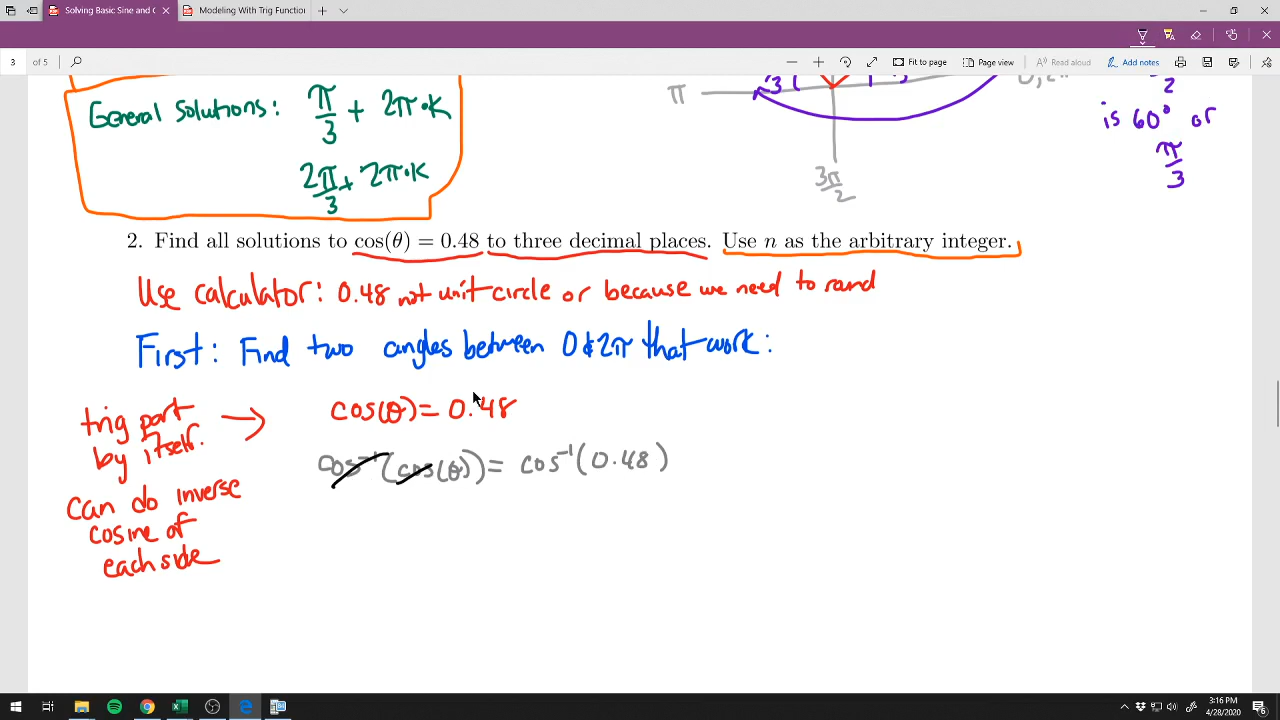 Solving Basic Sine and C
Modeling With Trig Function
3 of 5
Fit to page
Page view
Read aloud
Add notes
General Solutions: π/3 + 2π·K
2π/3 + 2π·K
π
3π/2
2
is 60° or
π/3
2. Find all solutions to cos(θ) = 0.48 to three decimal places. Use n as the arbitrary integer.
Use calculator: 0.48 not unit circle or because we need to rand
First: Find two angles between 0 & 2π that work:
trig part
by itself.
cos(θ) = 0.48
cos⁻¹(cos(θ)) = cos⁻¹(0.48)
can do inverse
cosine of
each side
3:16 PM
4/28/2020